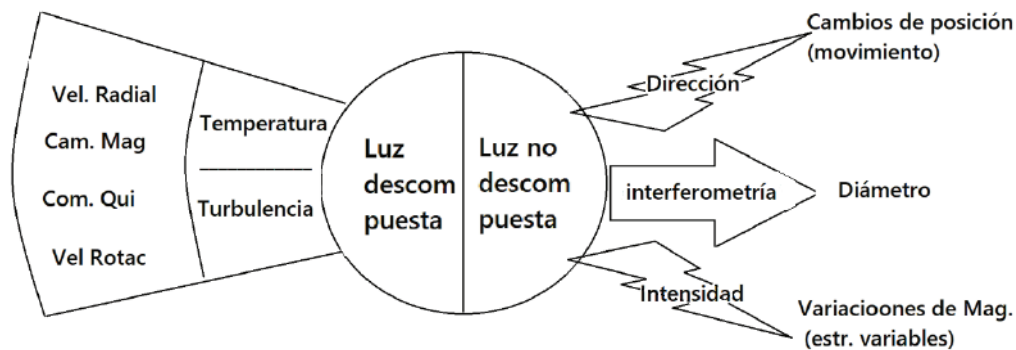 Vel. Radial
Cam. Mag
Com. Qui
Vel Rotac
Temperatura
Turbulencia
Luz
descom
puesta
Luz no
descom
puesta
Dirección
Cambios de posición
(movimiento)
interferometría
Diámetro
Intensidad
Variacioones de Mag.
(estr. variables)